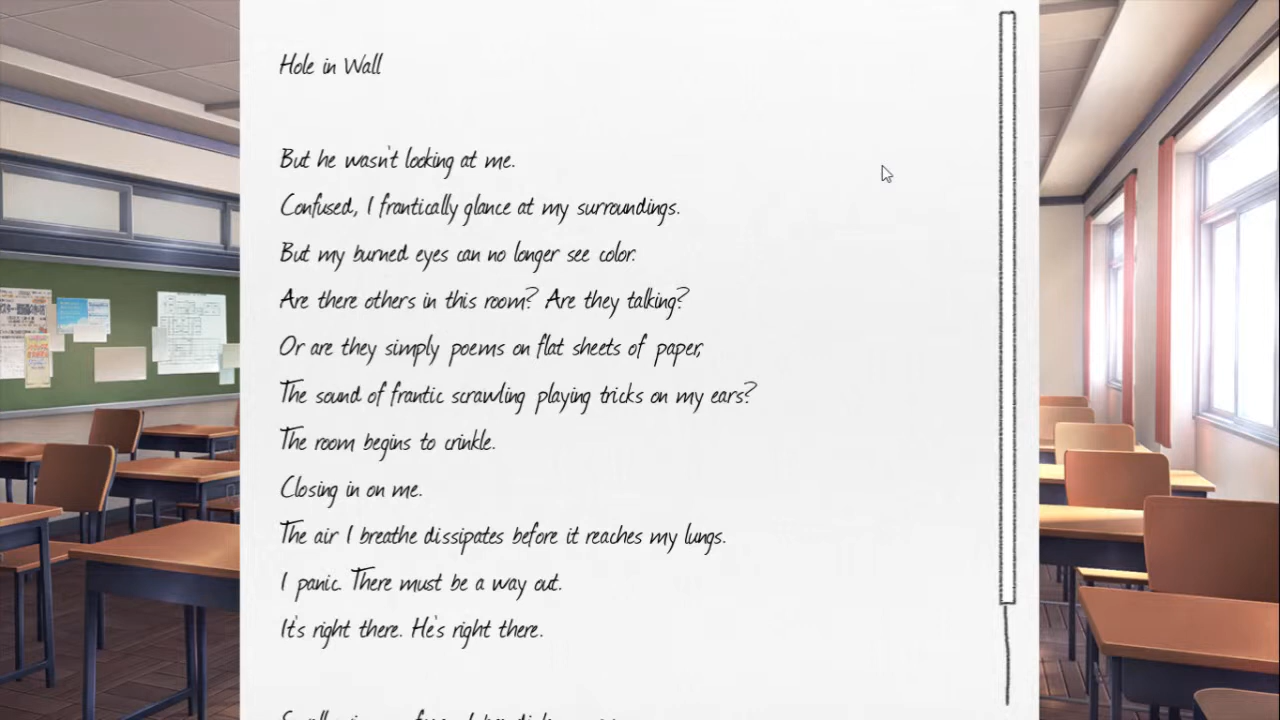 Hole in Wall
But he wasn't looking at me.
Confused, I frantically glance at my surroundings.
But my burned eyes can no longer see color.
Are there others in this room? Are they talking?
Or are they simply poems on flat sheets of paper,
The sound of frantic scrawling playing tricks on my ears?
The room begins to crinkle.
Closing in on me.
The air I breathe dissipates before it reaches my lungs.
I panic. There must be a way out.
It's right there. He's right there.